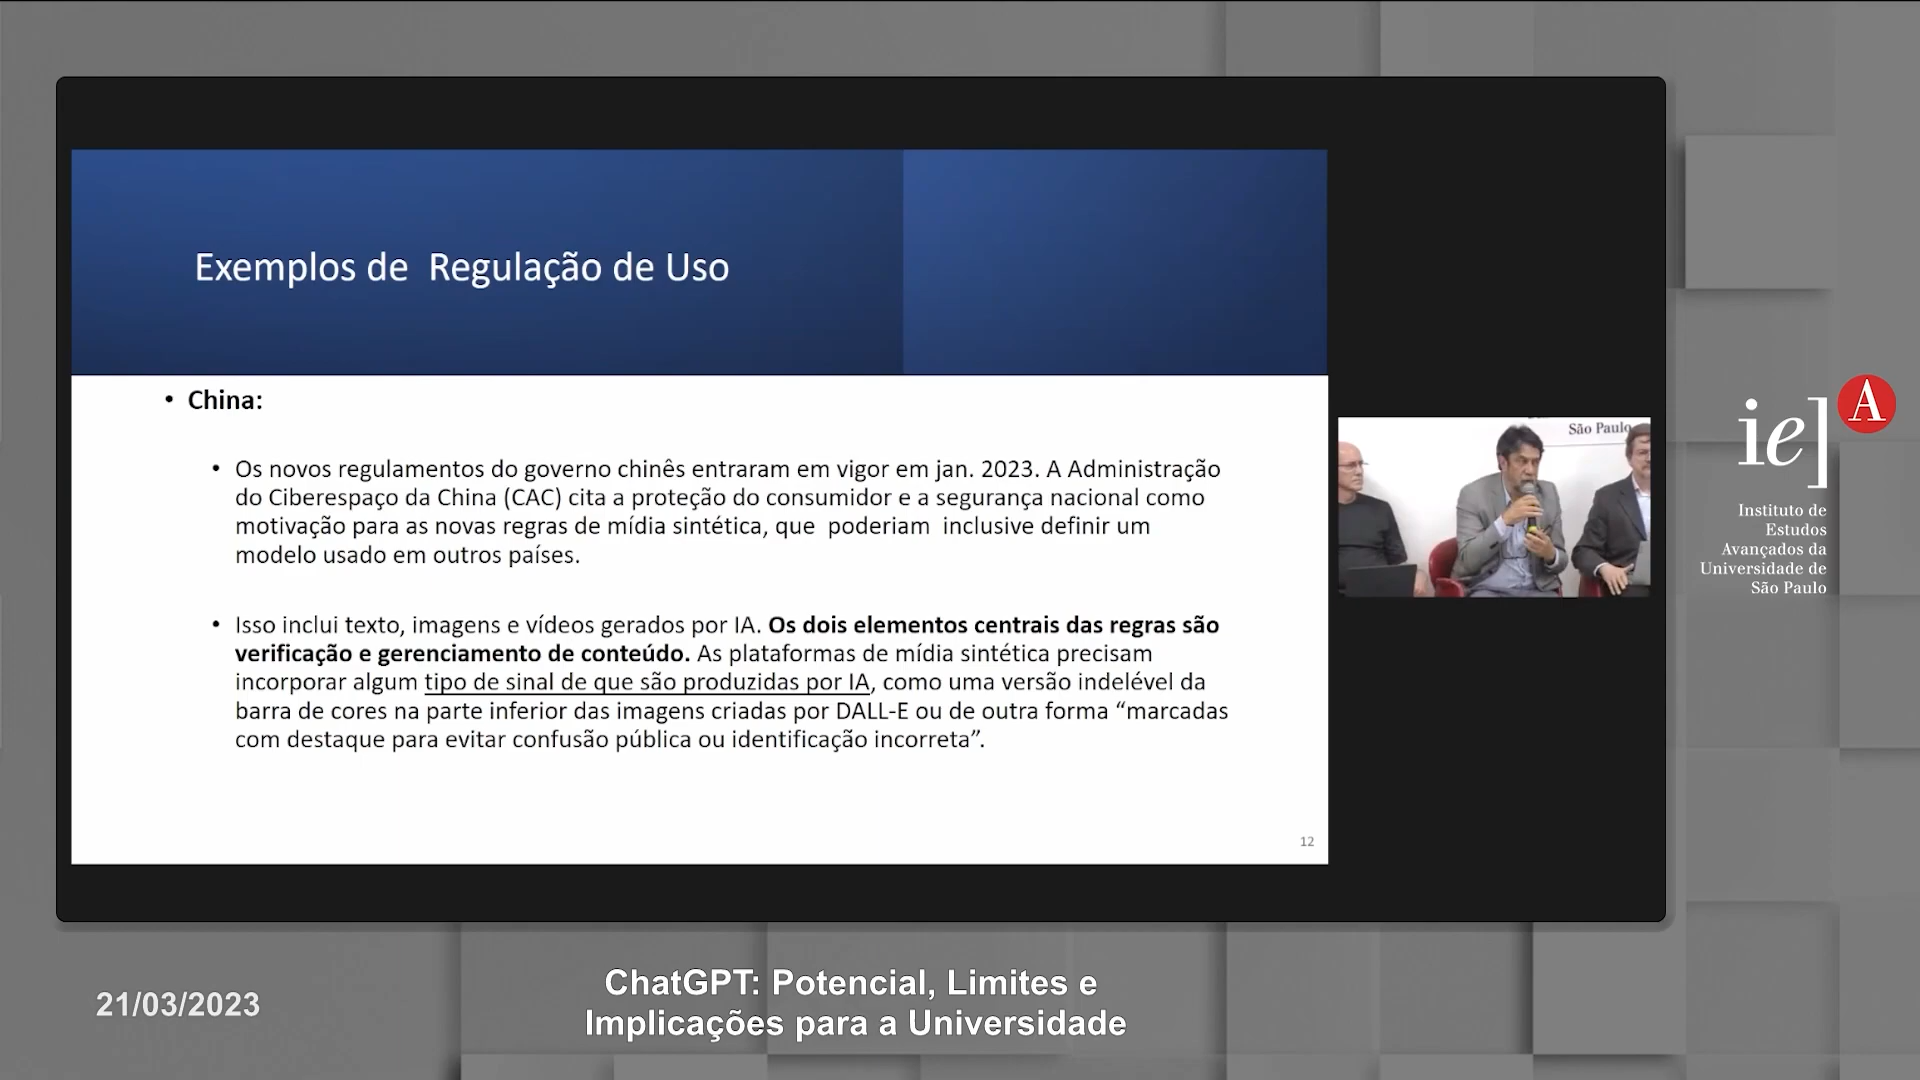 Exemplos de Regulação de Uso
• China:
• Os novos regulamentos do governo chinês entraram em vigor em jan. 2023. A Administração
do Ciberespaço da China (CAC) cita a proteção do consumidor e a segurança nacional como
motivação para as novas regras de mídia sintética, que poderiam inclusive definir um
modelo usado em outros países.
• Isso inclui texto, imagens e vídeos gerados por IA. Os dois elementos centrais das regras são
verificação e gerenciamento de conteúdo. As plataformas de mídia sintética precisam
incorporar algum tipo de sinal de que são produzidas por IA, como uma versão indelével da
barra de cores na parte inferior das imagens criadas por DALL-E ou de outra forma “marcadas
com destaque para evitar confusão pública ou identificação incorreta”.
12
São Paulo
ie] A
Instituto de
Estudos
Avançados da
Universidade de
São Paulo
21/03/2023
ChatGPT: Potencial, Limites e
Implicações para a Universidade